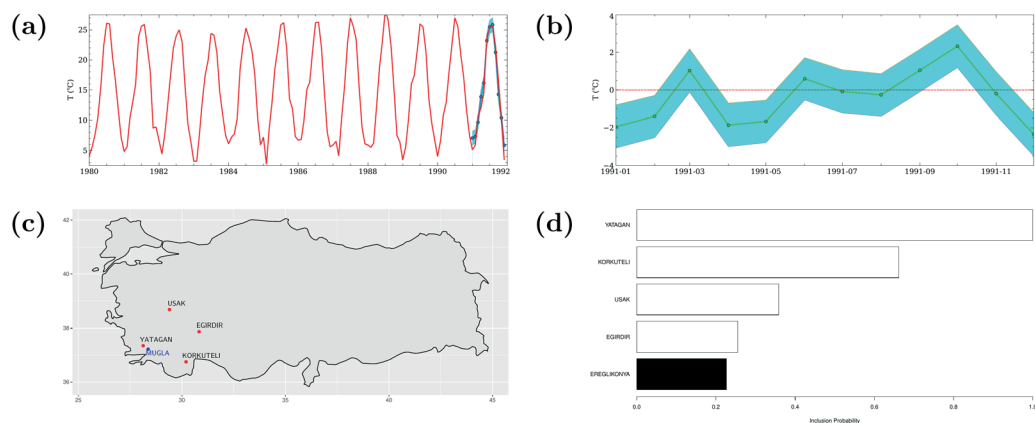 (a)
T (°C)
25
20
15
10
5
1980
1982
1984
1986
1988
1990
1992
(b)
T (°C)
4
2
0
−2
−4
1991-01
1991-03
1991-05
1991-07
1991-09
1991-11
(c)
42
40
38
36
USAK
EGIRDIR
YATAGAN
MUGLA
KORKUTELI
25
30
35
40
45
(d)
YATAGAN
KORKUTELI
USAK
EGIRDIR
EREGLIKONYA
0.0
0.2
0.4
0.6
0.8
1.0
Inclusion Probability